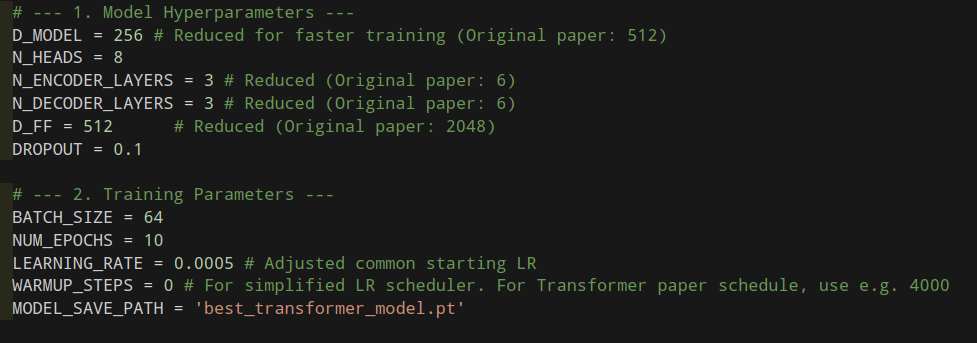 # --- 1. Model Hyperparameters ---
D_MODEL = 256 # Reduced for faster training (Original paper: 512)
N_HEADS = 8
N_ENCODER_LAYERS = 3 # Reduced (Original paper: 6)
N_DECODER_LAYERS = 3 # Reduced (Original paper: 6)
D_FF = 512      # Reduced (Original paper: 2048)
DROPOUT = 0.1

# --- 2. Training Parameters ---
BATCH_SIZE = 64
NUM_EPOCHS = 10
LEARNING_RATE = 0.0005 # Adjusted common starting LR
WARMUP_STEPS = 0 # For simplified LR scheduler. For Transformer paper schedule, use e.g. 4000
MODEL_SAVE_PATH = 'best_transformer_model.pt'